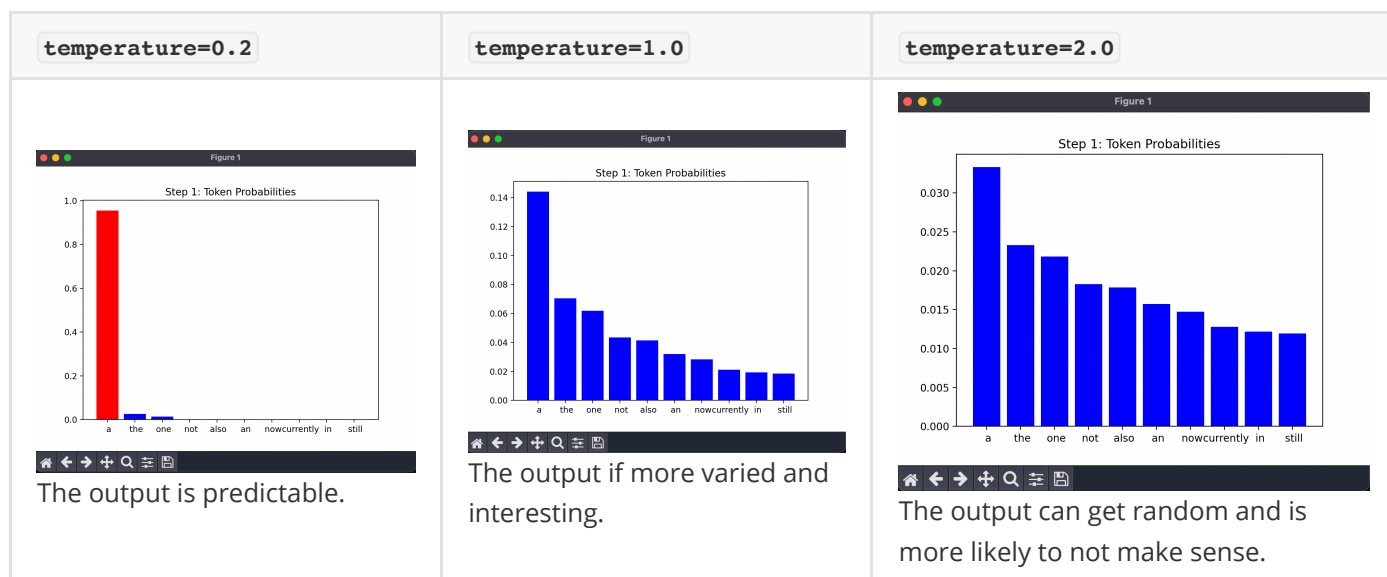 temperature=0.2
temperature=1.0
temperature=2.0
Figure 1
Step 1: Token Probabilities
1.0
0.8
0.6
0.4
0.2
0.0
a the one not also an now currently in still
The output is predictable.
Figure 1
Step 1: Token Probabilities
0.14
0.12
0.10
0.08
0.06
0.04
0.02
0.00
a the one not also an now currently in still
The output if more varied and
interesting.
Figure 1
Step 1: Token Probabilities
0.030
0.025
0.020
0.015
0.010
0.005
0.000
a the one not also an now currently in still
The output can get random and is
more likely to not make sense.